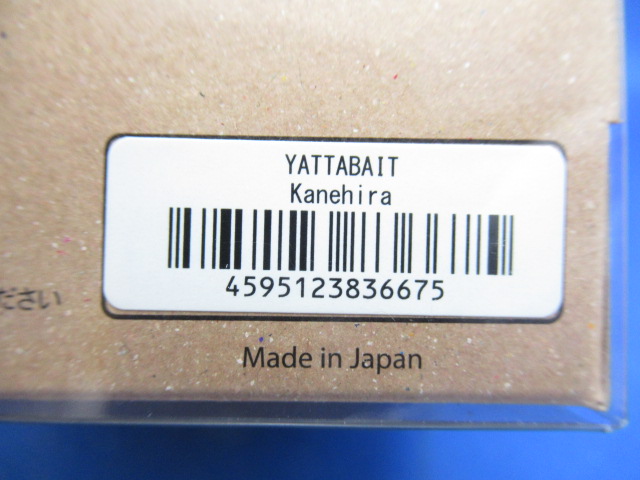 YATTABAIT
Kanehira
4595123836675
ださい
Made in Japan